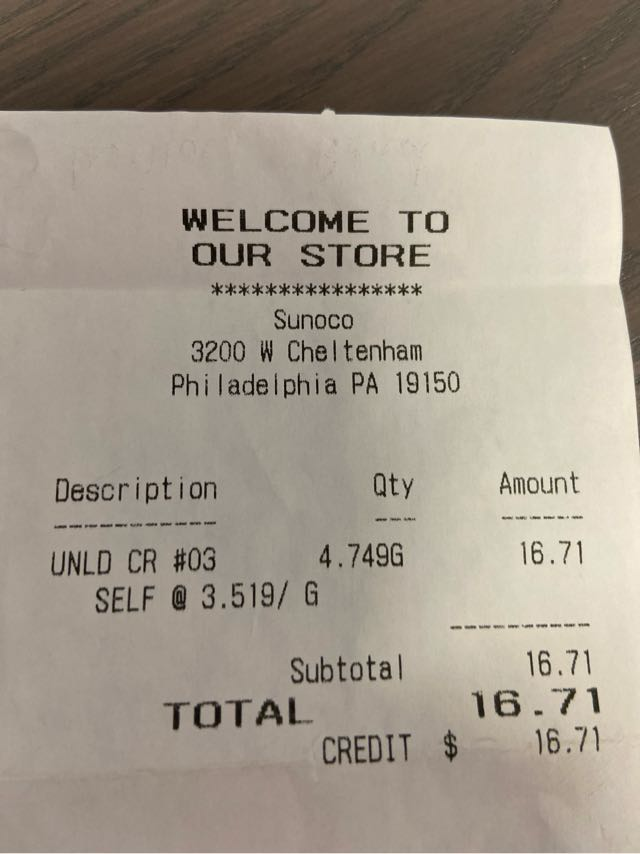 WELCOME TO
OUR STORE
****************
Sunoco
3200 W Cheltenham
Philadelphia PA 19150
Description Qty Amount
UNLD CR #03 4.749G 16.71
SELF @ 3.519/ G
Subtotal 16.71
TOTAL 16.71
CREDIT $ 16.71